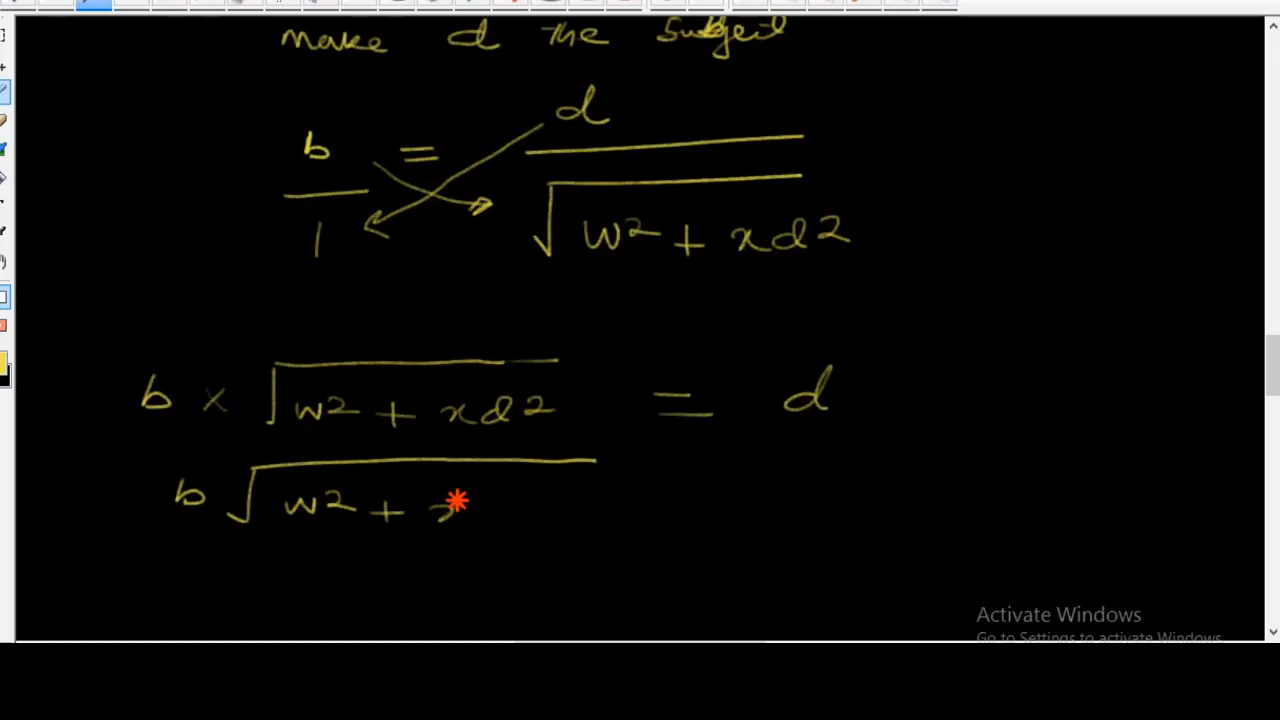 make d the Subject
b/1 = d/√(w2 + xd2)
b × √(w2 + xd2) = d
b √(w2 + x
Activate Windows
Go to Settings to activate Windows.